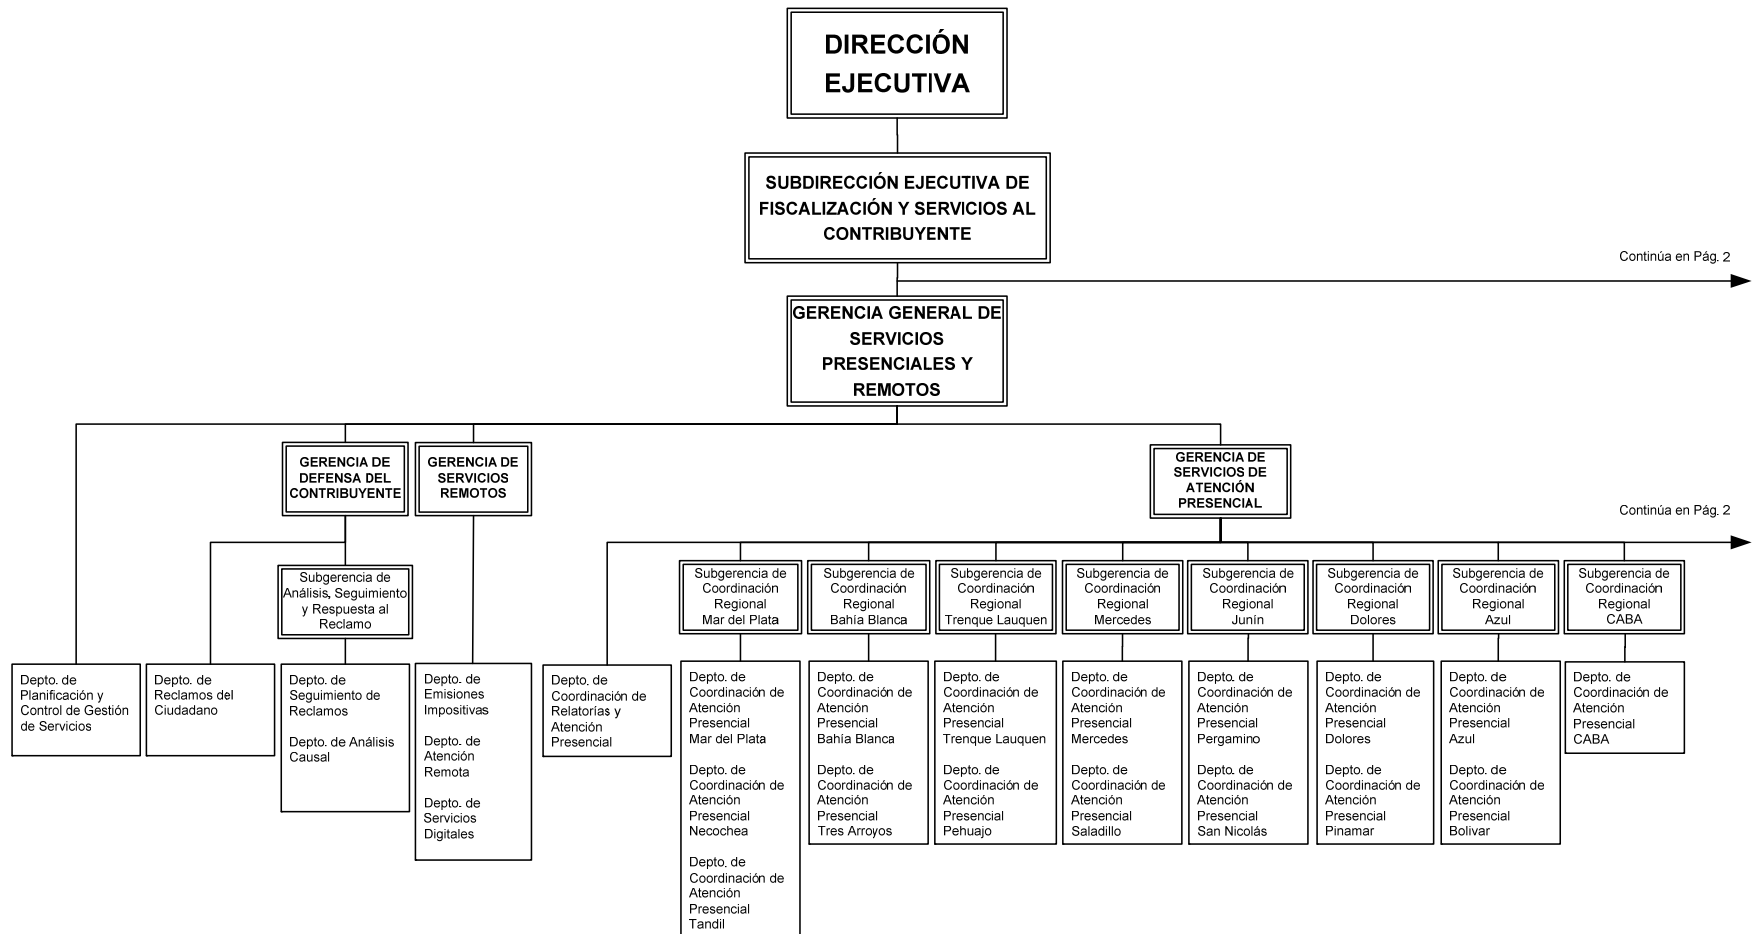 DIRECCIÓN
EJECUTIVA
SUBDIRECCIÓN EJECUTIVA DE
FISCALIZACIÓN Y SERVICIOS AL
CONTRIBUYENTE
Continúa en Pág. 2
GERENCIA GENERAL DE
SERVICIOS
PRESENCIALES Y
REMOTOS
GERENCIA DE
DEFENSA DEL
CONTRIBUYENTE
GERENCIA DE
SERVICIOS
REMOTOS
GERENCIA DE
SERVICIOS DE
ATENCIÓN
PRESENCIAL
Continúa en Pág. 2
Subgerencia de
Análisis, Seguimiento
y Respuesta al
Reclamo
Subgerencia de
Coordinación
Regional
Mar del Plata
Subgerencia de
Coordinación
Regional
Bahía Blanca
Subgerencia de
Coordinación
Regional
Trenque Lauquen
Subgerencia de
Coordinación
Regional
Mercedes
Subgerencia de
Coordinación
Regional
Junín
Subgerencia de
Coordinación
Regional
Dolores
Subgerencia de
Coordinación
Regional
Azul
Subgerencia de
Coordinación
Regional
CABA
Depto. de
Planificación y
Control de Gestión
de Servicios
Depto. de
Reclamos del
Ciudadano
Depto. de
Seguimiento de
Reclamos
Depto. de Análisis
Causal
Depto. de
Emisiones
Impositivas
Depto. de
Atención
Remota
Depto. de
Servicios
Digitales
Depto. de
Coordinación de
Relatorías y
Atención
Presencial
Depto. de
Coordinación de
Atención
Presencial
Mar del Plata
Depto. de
Coordinación de
Atención
Presencial
Necochea
Depto. de
Coordinación de
Atención
Presencial
Tandil
Depto. de
Coordinación de
Atención
Presencial
Bahía Blanca
Depto. de
Coordinación de
Atención
Presencial
Tres Arroyos
Depto. de
Coordinación de
Atención
Presencial
Trenque Lauquen
Depto. de
Coordinación de
Atención
Presencial
Pehuajo
Depto. de
Coordinación de
Atención
Presencial
Mercedes
Depto. de
Coordinación de
Atención
Presencial
Saladillo
Depto. de
Coordinación de
Atención
Presencial
Pergamino
Depto. de
Coordinación de
Atención
Presencial
San Nicolás
Depto. de
Coordinación de
Atención
Presencial
Dolores
Depto. de
Coordinación de
Atención
Presencial
Pinamar
Depto. de
Coordinación de
Atención
Presencial
Azul
Depto. de
Coordinación de
Atención
Presencial
Bolivar
Depto. de
Coordinación de
Atención
Presencial
CABA